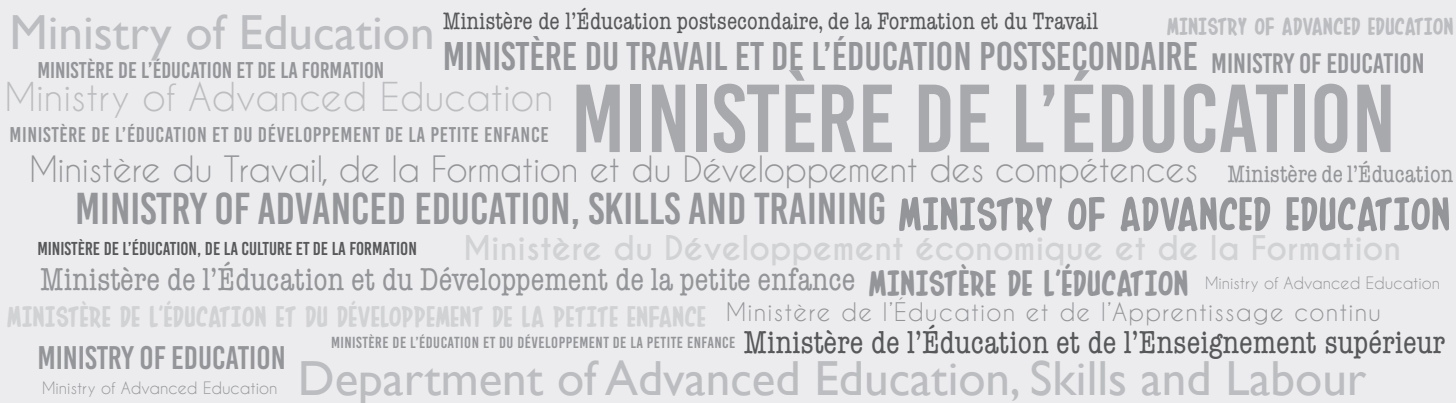 Ministry of Education
Ministère de l’Éducation postsecondaire, de la Formation et du Travail
MINISTRY OF ADVANCED EDUCATION
MINISTÈRE DE L’ÉDUCATION ET DE LA FORMATION
MINISTÈRE DU TRAVAIL ET DE L’ÉDUCATION POSTSECONDAIRE
MINISTRY OF EDUCATION
Ministry of Advanced Education
MINISTÈRE DE L’ÉDUCATION
MINISTÈRE DE L’ÉDUCATION ET DU DÉVELOPPEMENT DE LA PETITE ENFANCE
Ministère du Travail, de la Formation et du Développement des compétences
Ministère de l’Éducation
MINISTRY OF ADVANCED EDUCATION, SKILLS AND TRAINING
MINISTRY OF ADVANCED EDUCATION
MINISTÈRE DE L’ÉDUCATION, DE LA CULTURE ET DE LA FORMATION
Ministère du Développement économique et de la Formation
Ministère de l’Éducation et du Développement de la petite enfance
MINISTÈRE DE L’ÉDUCATION
Ministry of Advanced Education
MINISTÈRE DE L’ÉDUCATION ET DU DÉVELOPPEMENT DE LA PETITE ENFANCE
Ministère de l’Éducation et de l’Apprentissage continu
MINISTRY OF EDUCATION
MINISTÈRE DE L’ÉDUCATION ET DU DÉVELOPPEMENT DE LA PETITE ENFANCE
Ministère de l’Éducation et de l’Enseignement supérieur
Ministry of Advanced Education
Department of Advanced Education, Skills and Labour